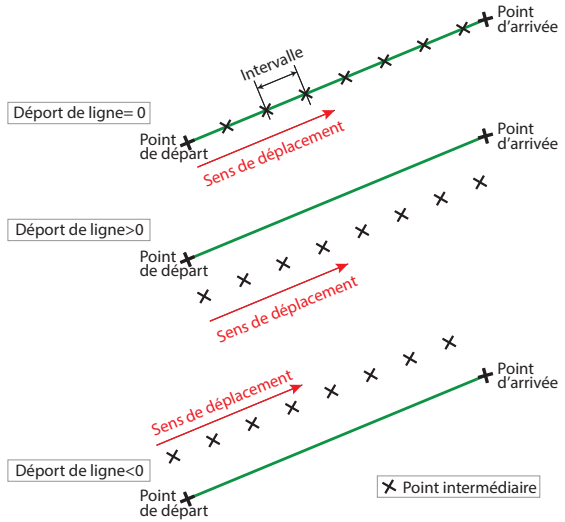 Point
d'arrivée
Intervalle
Déport de ligne= 0
Point
de départ
Sens de déplacement
Point
d'arrivée
Déport de ligne>0
Point
de départ
Sens de déplacement
Sens de déplacement
Point
d'arrivée
Déport de ligne<0
Point
de départ
Point intermédiaire